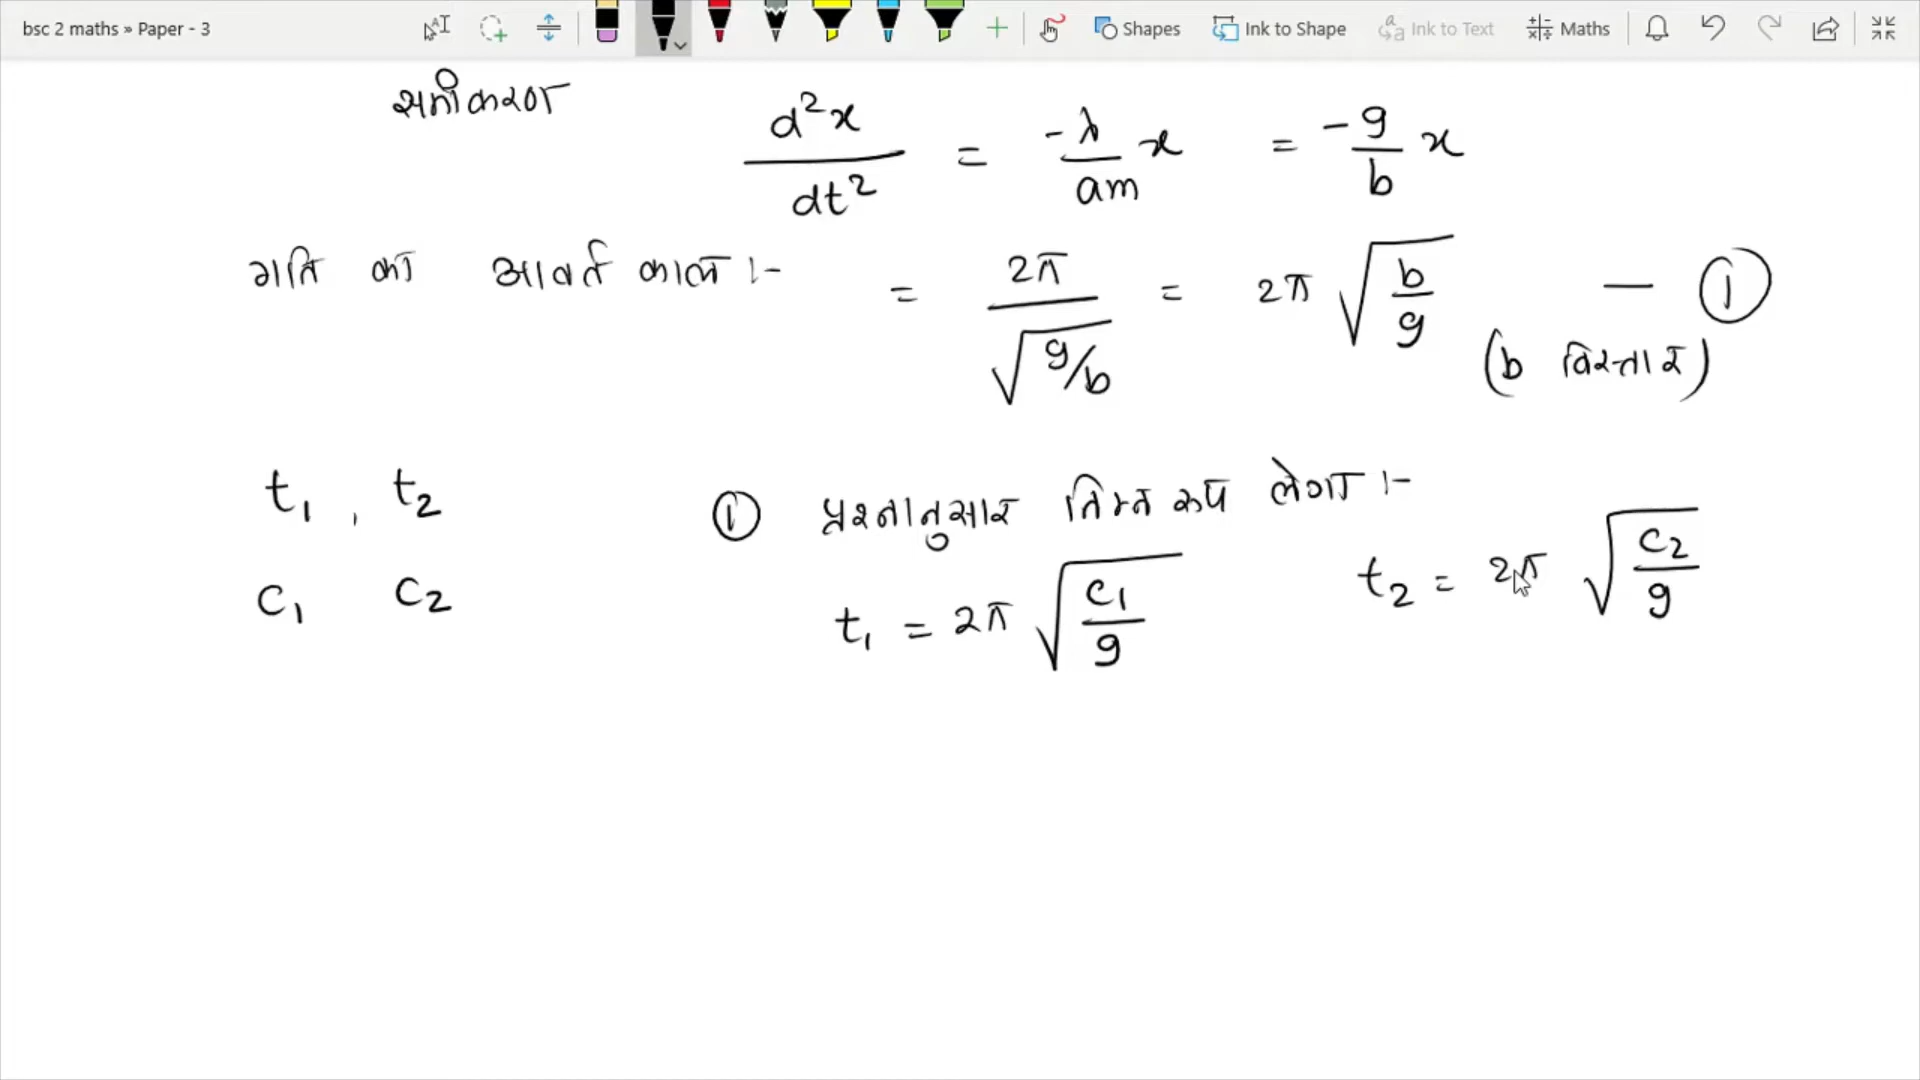 bsc 2 maths » Paper - 3
Shapes Ink to Shape Ink to Text Maths
समीकरण d²x/dt² = -λ/am x = -g/b x
गति का आवर्त काल :- = 2π/√(g/b) = 2π √(b/g) — ①
(b विस्तार)
t₁, t₂ ① प्रश्नानुसार निम्न रूप लेगा :-
c₁ c₂ t₁ = 2π √(c₁/g) t₂ = 2π √(c₂/g)